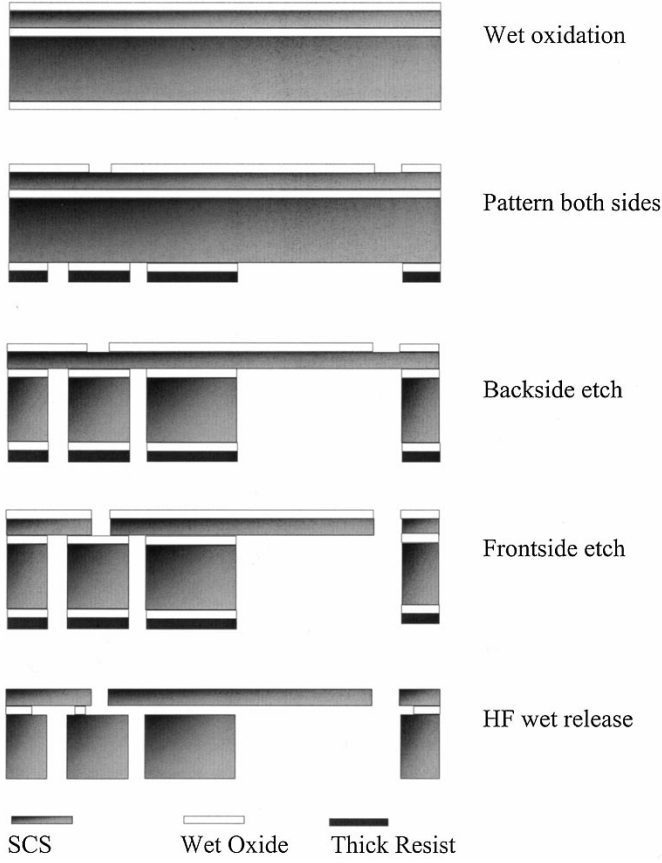 Wet oxidation
Pattern both sides
Backside etch
Frontside etch
HF wet release
SCS Wet Oxide Thick Resist